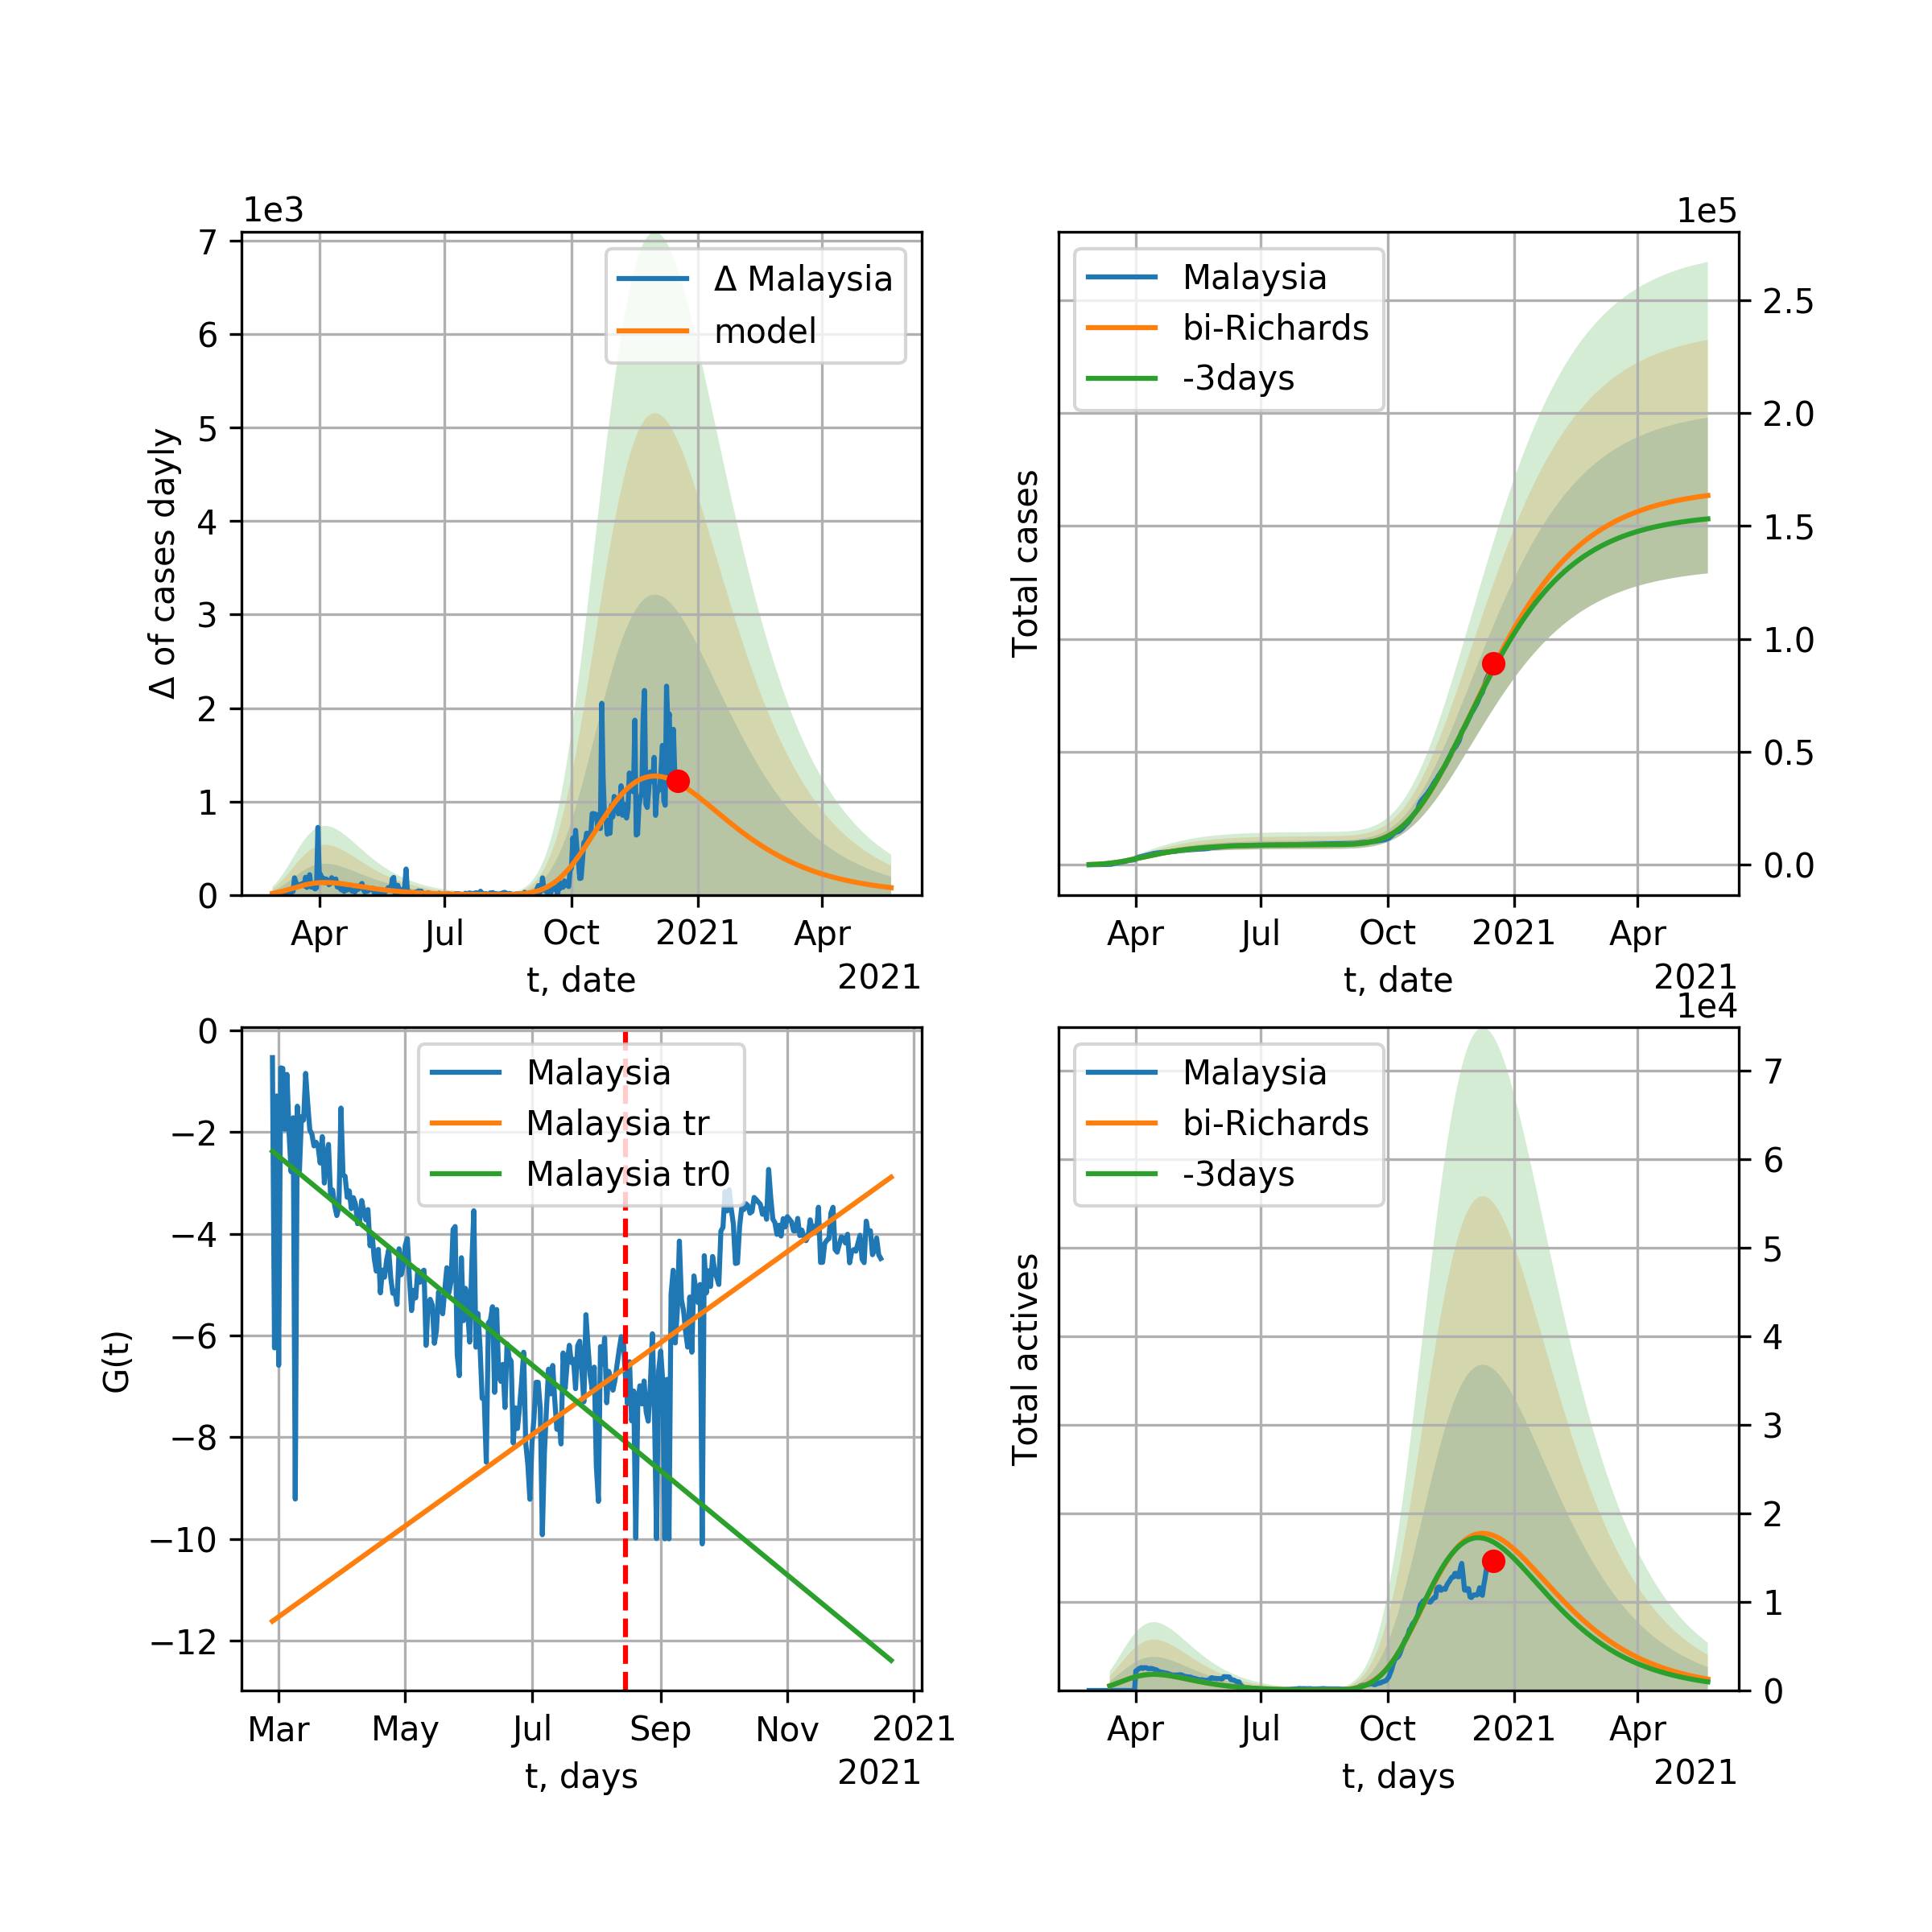 1e3
7
6
5
4
3
2
1
0
Δ of cases dayly
Δ Malaysia
model
Apr
Jul
Oct
2021
Apr
t, date
2021
1e5
Malaysia
bi-Richards
-3days
2.5
2.0
1.5
1.0
0.5
0.0
Total cases
Apr
Jul
Oct
2021
Apr
t, date
2021
0
−2
−4
−6
−8
−10
−12
G(t)
Malaysia
Malaysia tr
Malaysia tr0
Mar
May
Jul
Sep
Nov
2021
t, days
2021
1e4
Malaysia
bi-Richards
-3days
7
6
5
4
3
2
1
0
Total actives
Apr
Jul
Oct
2021
Apr
t, days
2021